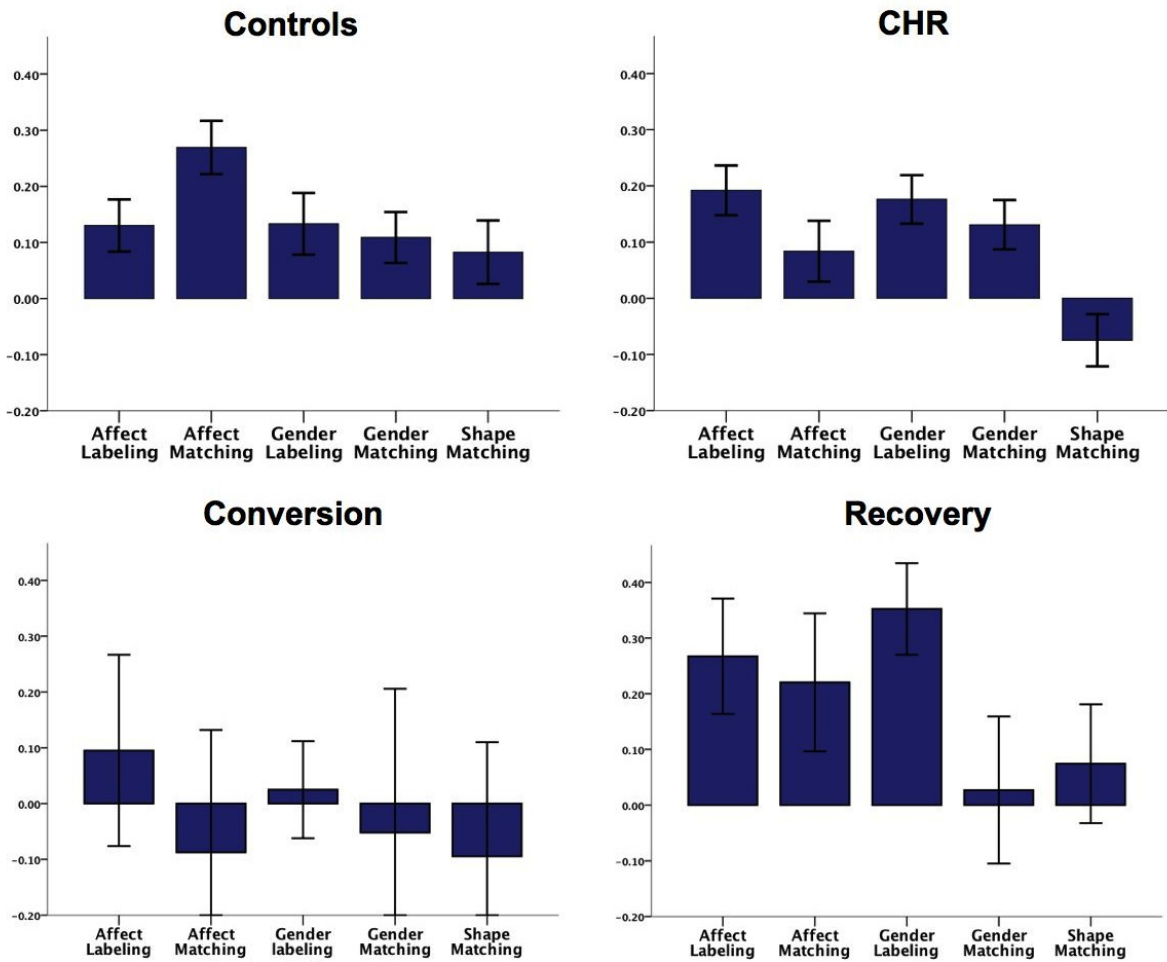 Controls
0.40
0.30
0.20
0.10
0.00
−0.10
−0.20
Affect Labeling
Affect Matching
Gender Labeling
Gender Matching
Shape Matching
CHR
0.40
0.30
0.20
0.10
0.00
−0.10
−0.20
Affect Labeling
Affect Matching
Gender Labeling
Gender Matching
Shape Matching
Conversion
0.40
0.30
0.20
0.10
0.00
−0.10
−0.20
Affect Labeling
Affect Matching
Gender labeling
Gender Matching
Shape Matching
Recovery
0.40
0.30
0.20
0.10
0.00
−0.10
−0.20
Affect Labeling
Affect Matching
Gender Labeling
Gender Matching
Shape Matching